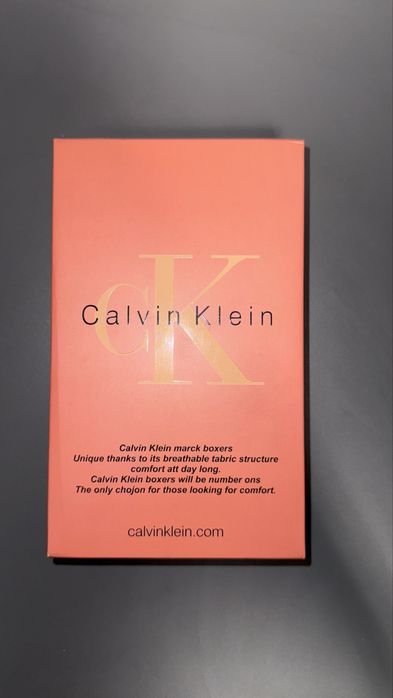 CK
Calvin Klein
Calvin Klein marck boxers
Unique thanks to its breathable tabric structure
comfort att day long.
Calvin Klein boxers will be number ons
The only chojon for those looking for comfort.
calvinklein.com